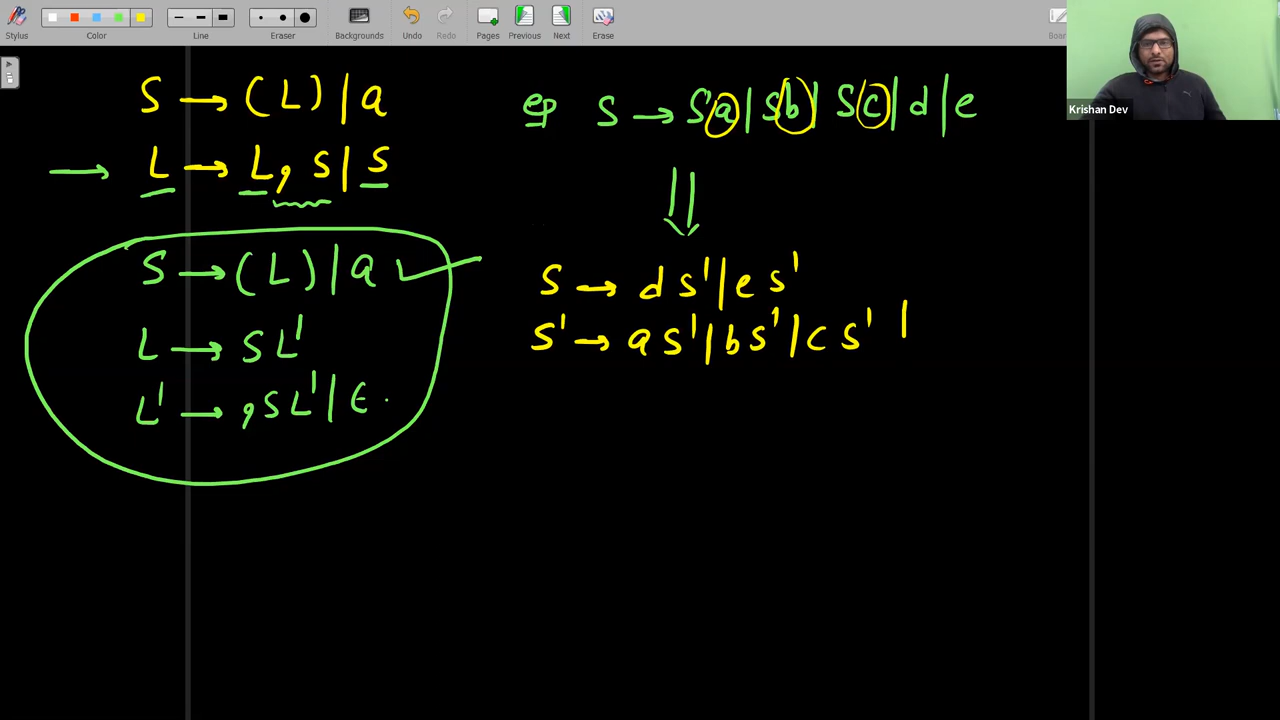 Stylus Color Line Eraser Backgrounds Undo Redo Pages Previous Next Erase
Krishan Dev
S → (L) | a
L → L, S | S
S → (L) | a
L → SL'
L' → ,SL' | ε
S → Sa | Sb | Sc | d | e
S → dS' | eS'
S' → aS' | bS' | cS' |